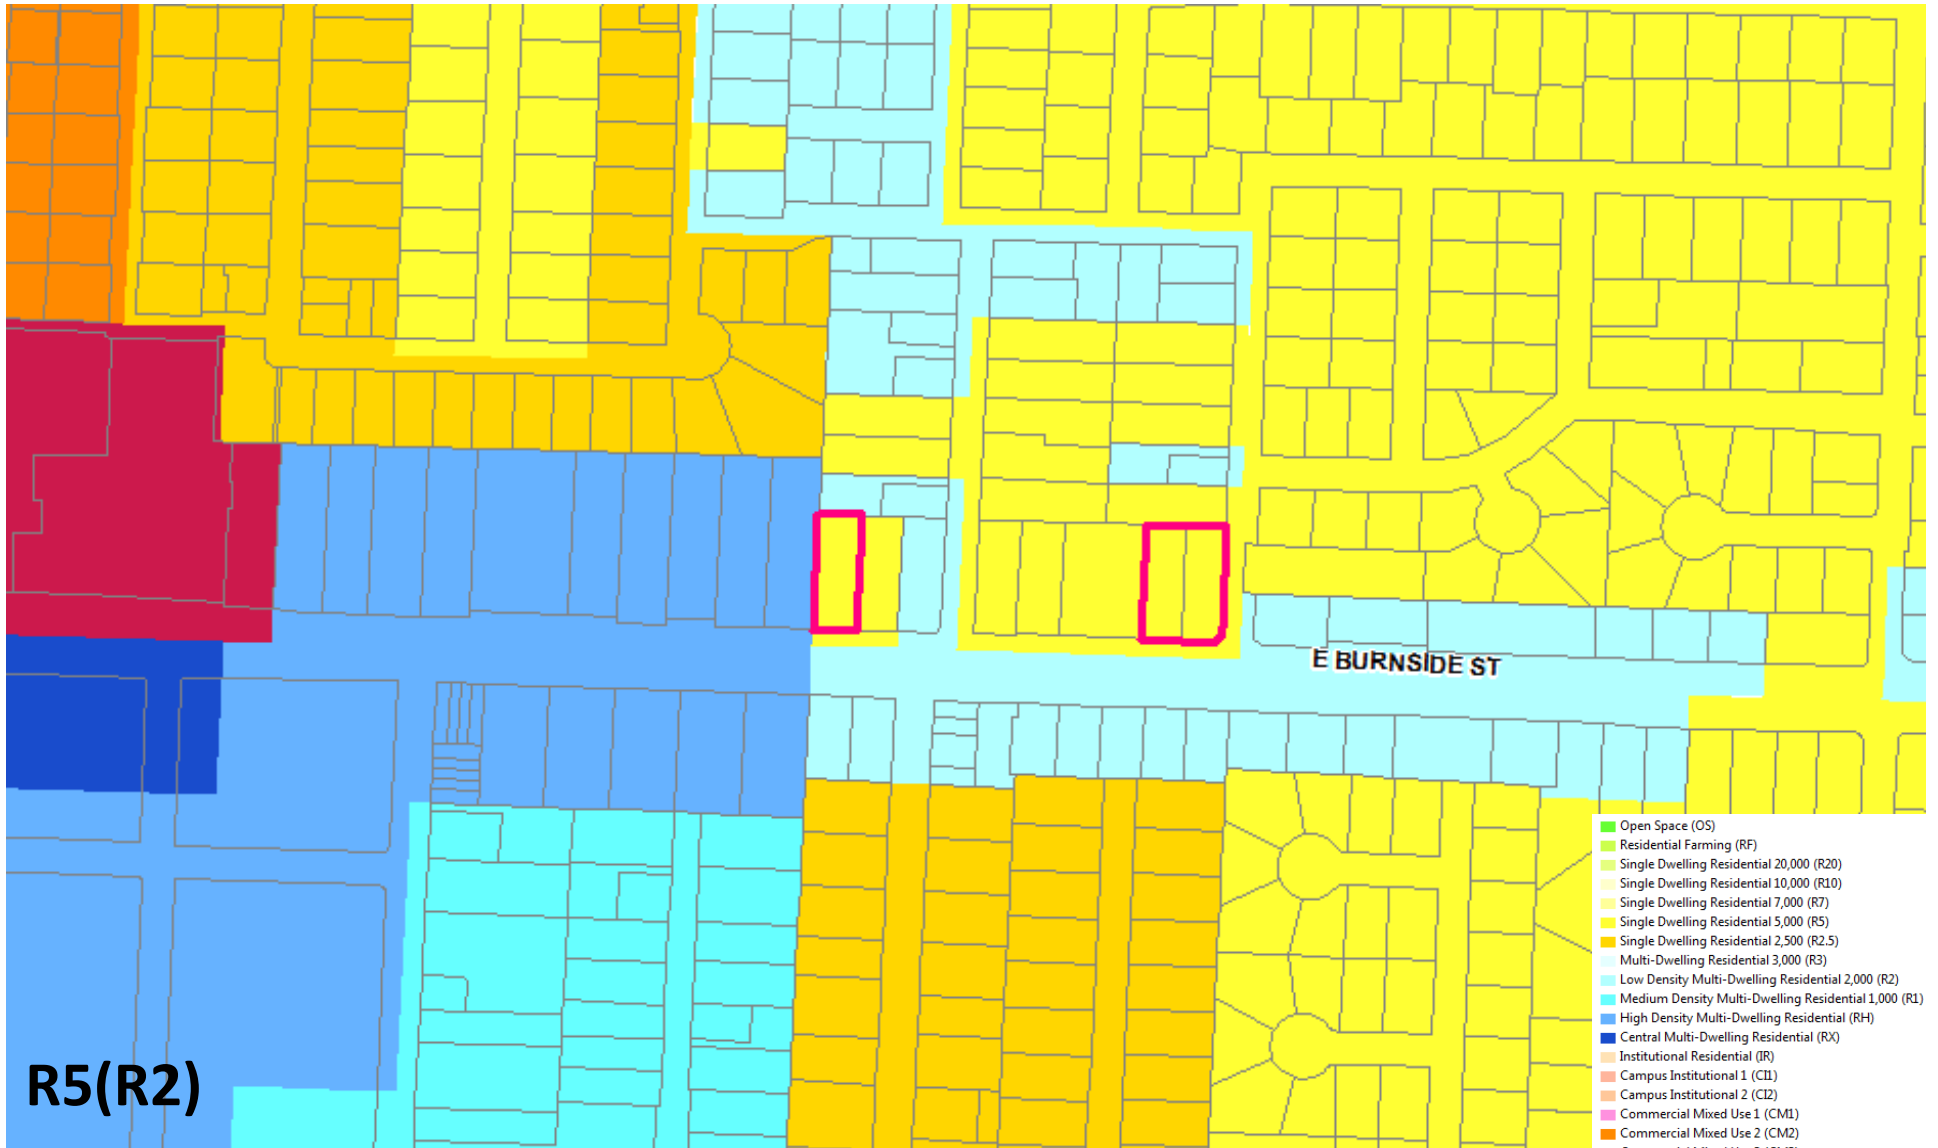 E BURNSIDE ST
Open Space (OS)
Residential Farming (RF)
Single Dwelling Residential 20,000 (R20)
Single Dwelling Residential 10,000 (R10)
Single Dwelling Residential 7,000 (R7)
Single Dwelling Residential 5,000 (R5)
Single Dwelling Residential 2,500 (R2.5)
Multi-Dwelling Residential 3,000 (R3)
Low Density Multi-Dwelling Residential 2,000 (R2)
Medium Density Multi-Dwelling Residential 1,000 (R1)
High Density Multi-Dwelling Residential (RH)
Central Multi-Dwelling Residential (RX)
Institutional Residential (IR)
Campus Institutional 1 (CI1)
Campus Institutional 2 (CI2)
Commercial Mixed Use 1 (CM1)
Commercial Mixed Use 2 (CM2)
R5(R2)